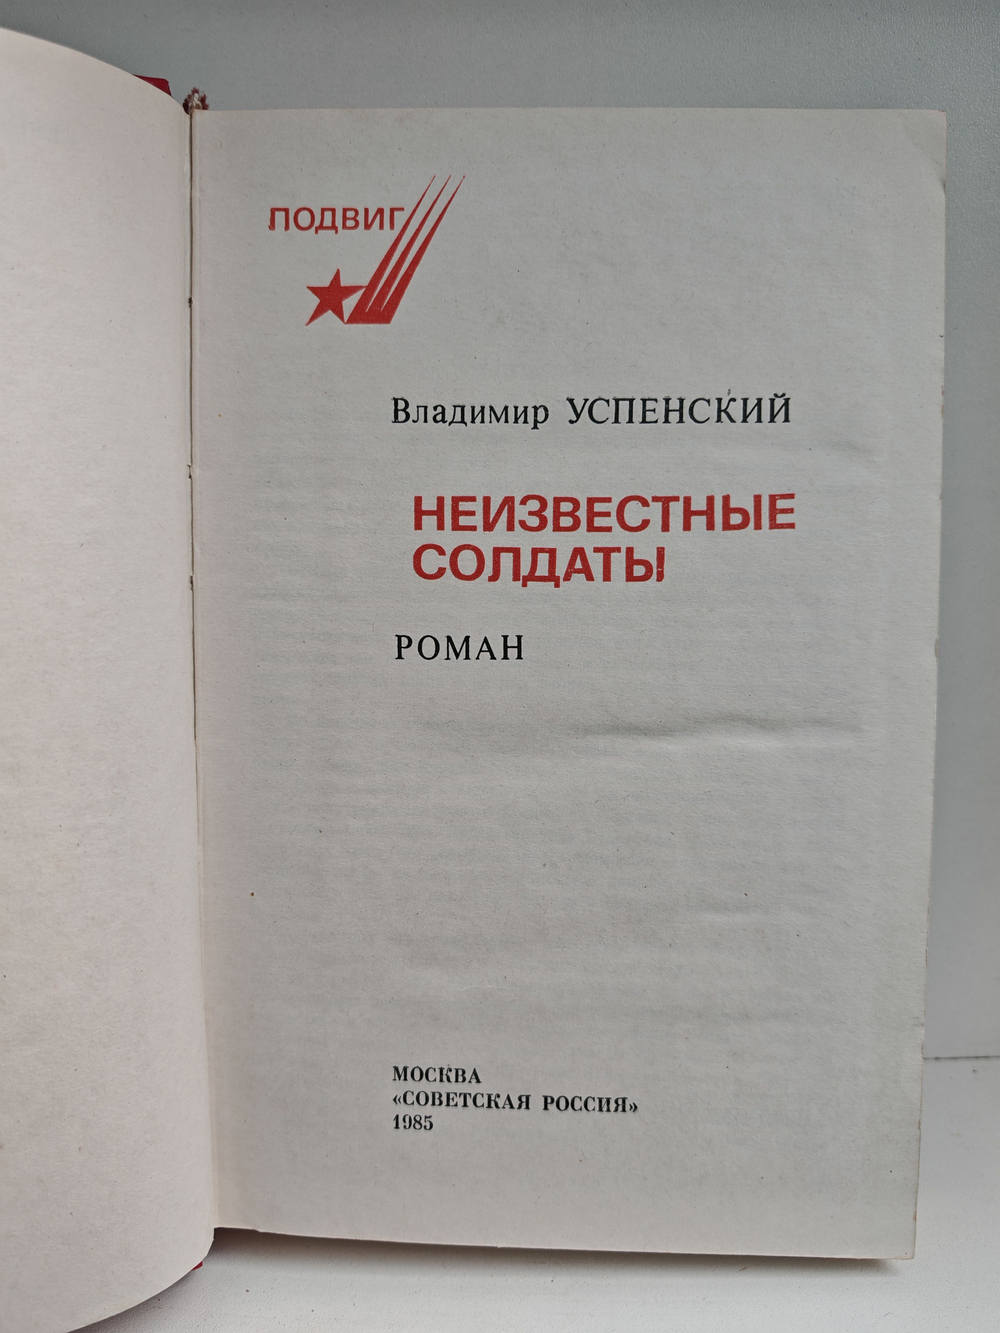 ПОДВИГ
Владимир УСПЕНСКИЙ
НЕИЗВЕСТНЫЕ
СОЛДАТЫ
РОМАН
МОСКВА
«СОВЕТСКАЯ РОССИЯ»
1985